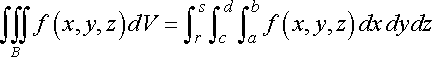 ∭_B f(x,y,z)dV = ∫_r^s ∫_c^d ∫_a^b f(x,y,z) dx dy dz